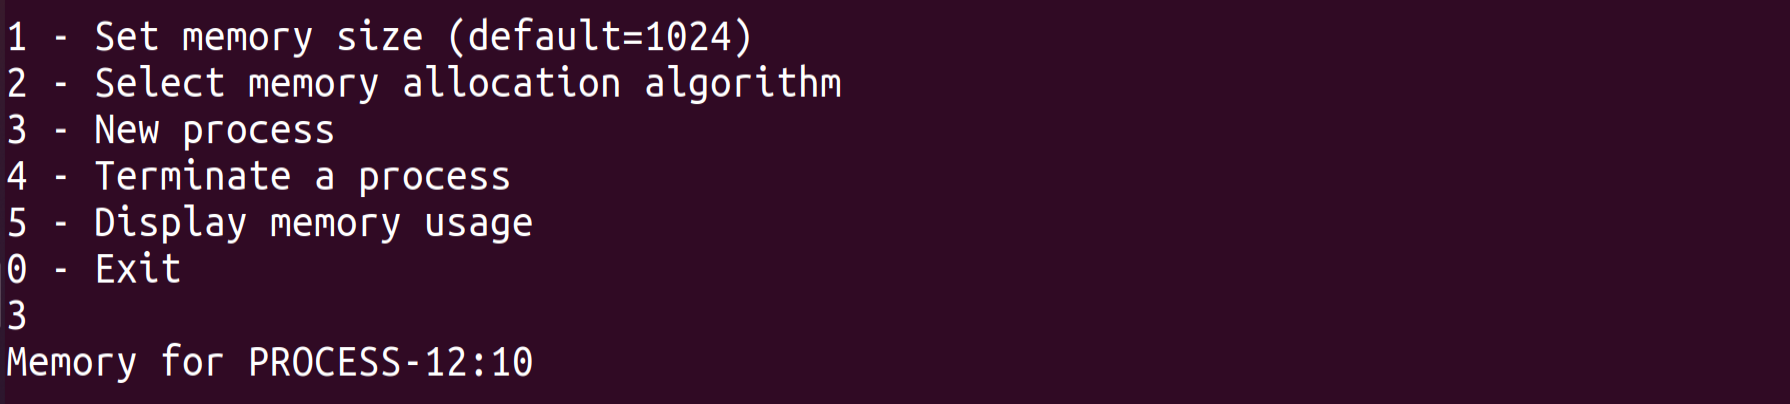 1 - Set memory size (default=1024)
2 - Select memory allocation algorithm
3 - New process
4 - Terminate a process
5 - Display memory usage
0 - Exit
3
Memory for PROCESS-12:10